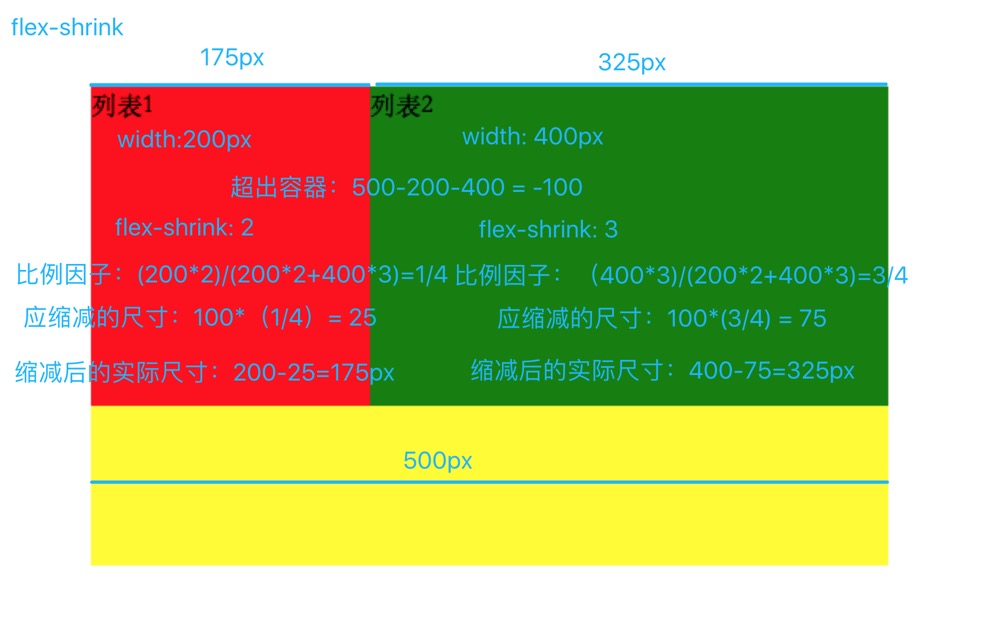 flex-shrink
175px
325px
列表1
列表2
width:200px
width: 400px
超出容器：500-200-400 = -100
flex-shrink: 2
flex-shrink: 3
比例因子：(200*2)/(200*2+400*3)=1/4
比例因子：（400*3)/(200*2+400*3)=3/4
应缩减的尺寸：100*（1/4）= 25
应缩减的尺寸：100*(3/4) = 75
缩减后的实际尺寸：200-25=175px
缩减后的实际尺寸：400-75=325px
500px